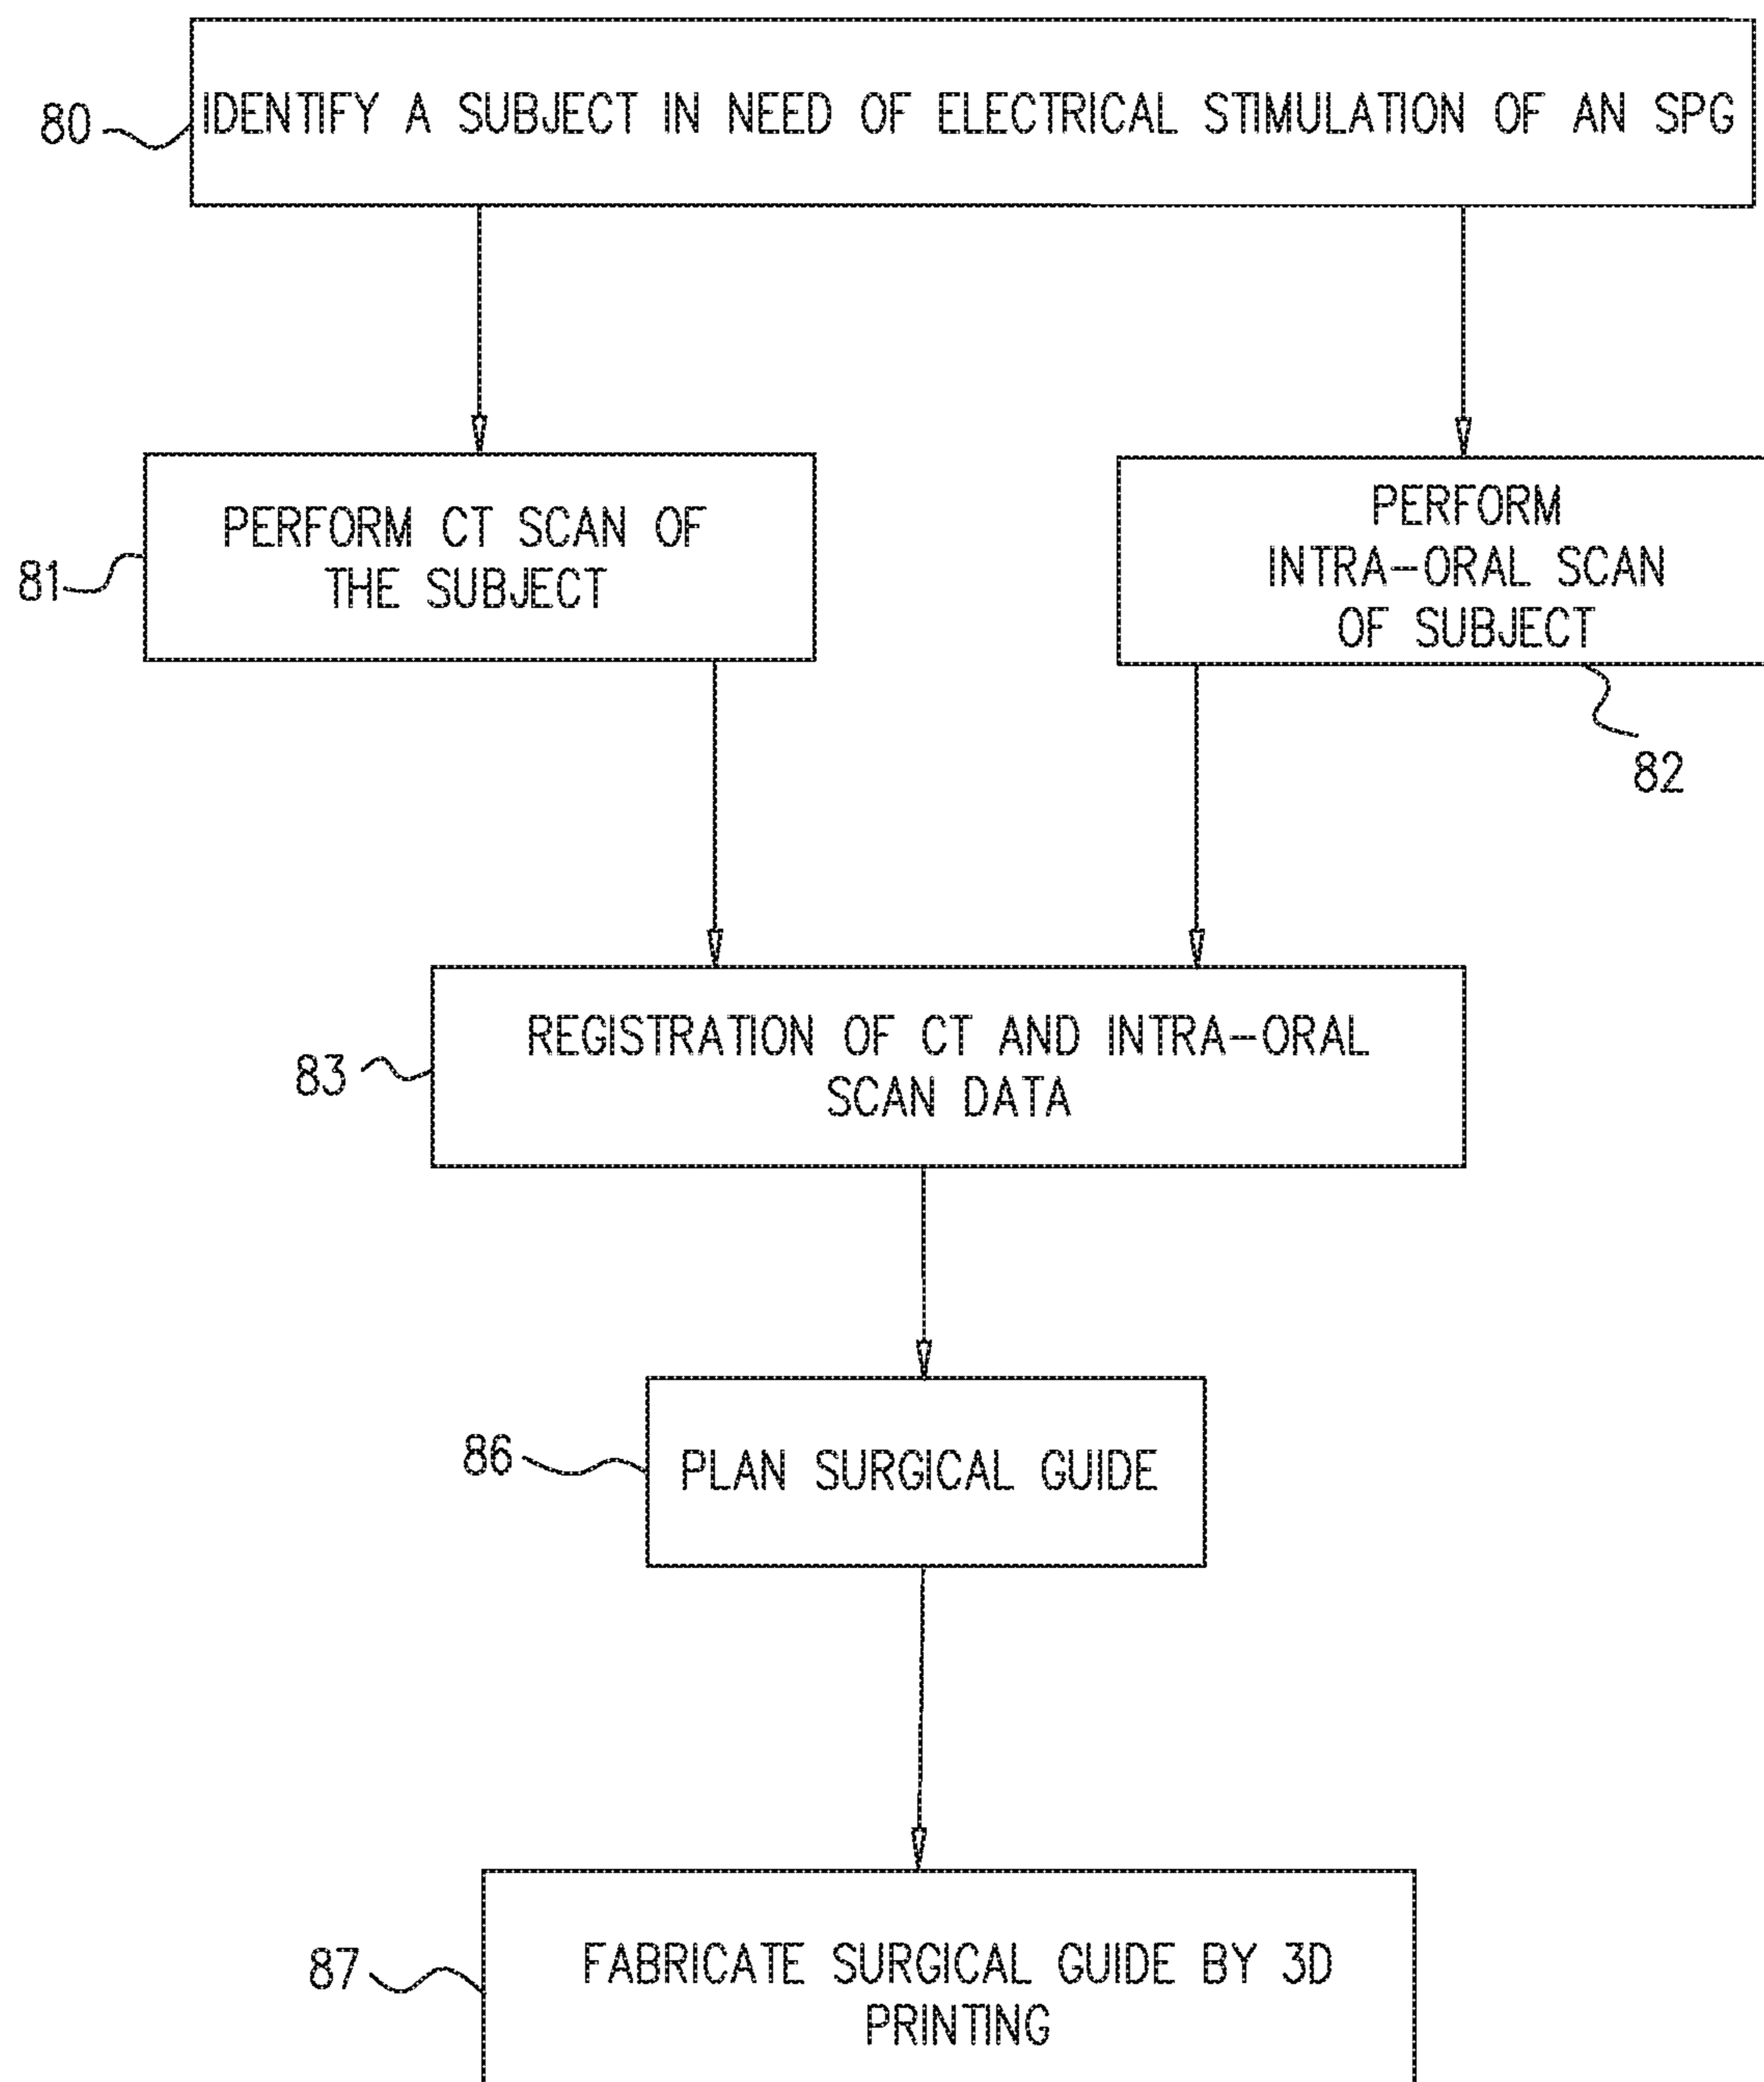 80
IDENTIFY A SUBJECT IN NEED OF ELECTRICAL STIMULATION OF AN SPG
81
PERFORM CT SCAN OF
THE SUBJECT
PERFORM
INTRA-ORAL SCAN
OF SUBJECT
82
83
REGISTRATION OF CT AND INTRA-ORAL
SCAN DATA
86
PLAN SURGICAL GUIDE
87
FABRICATE SURGICAL GUIDE BY 3D
PRINTING